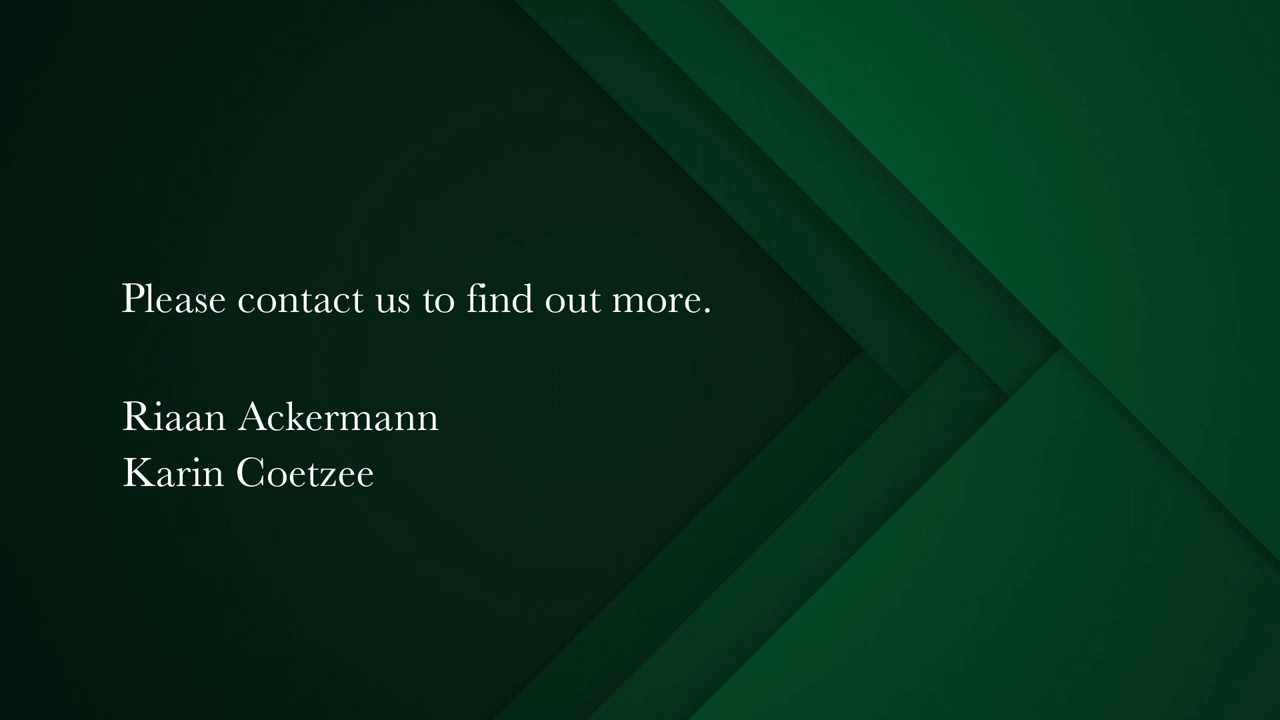 Please contact us to find out more.
Riaan Ackermann
Karin Coetzee